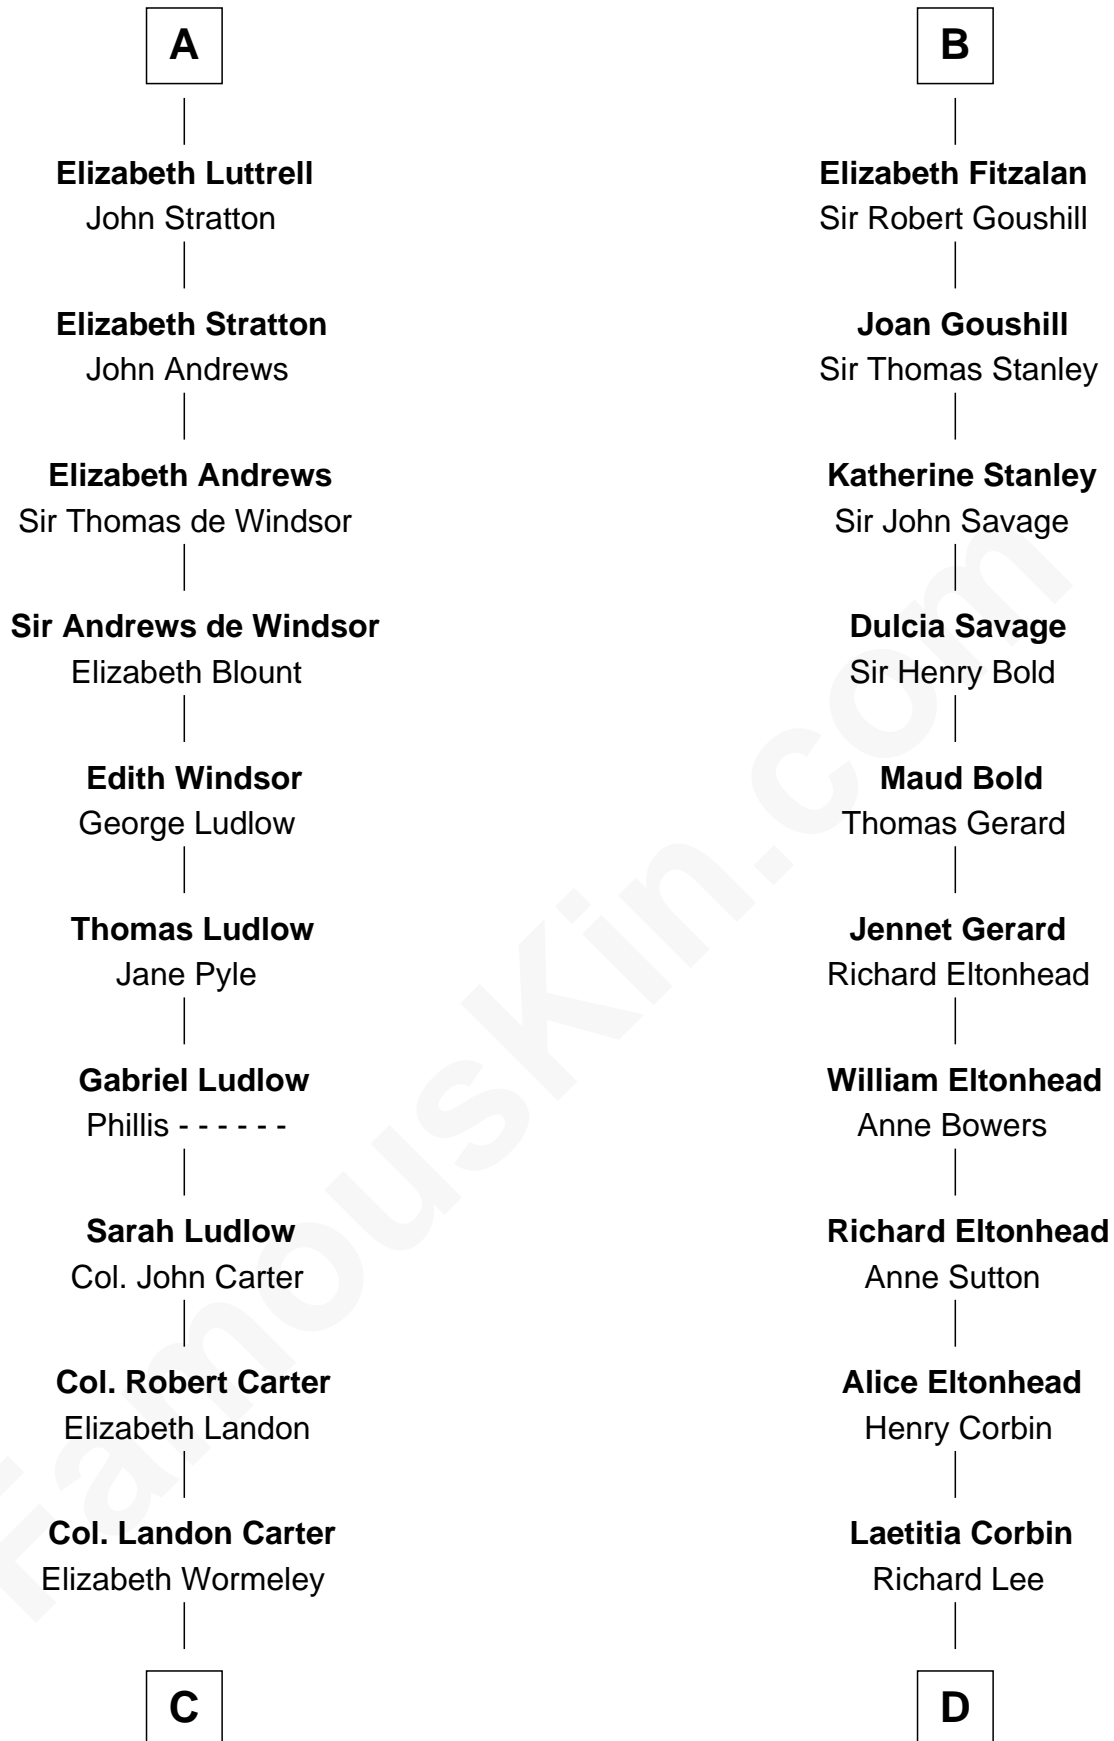 A
Elizabeth Luttrell
John Stratton
Elizabeth Stratton
John Andrews
Elizabeth Andrews
Sir Thomas de Windsor
Sir Andrews de Windsor
Elizabeth Blount
Edith Windsor
George Ludlow
Thomas Ludlow
Jane Pyle
Gabriel Ludlow
Phillis - - - - - -
Sarah Ludlow
Col. John Carter
Col. Robert Carter
Elizabeth Landon
Col. Landon Carter
Elizabeth Wormeley
C
B
Elizabeth Fitzalan
Sir Robert Goushill
Joan Goushill
Sir Thomas Stanley
Katherine Stanley
Sir John Savage
Dulcia Savage
Sir Henry Bold
Maud Bold
Thomas Gerard
Jennet Gerard
Richard Eltonhead
William Eltonhead
Anne Bowers
Richard Eltonhead
Anne Sutton
Alice Eltonhead
Henry Corbin
Laetitia Corbin
Richard Lee
D
FamousKin.com